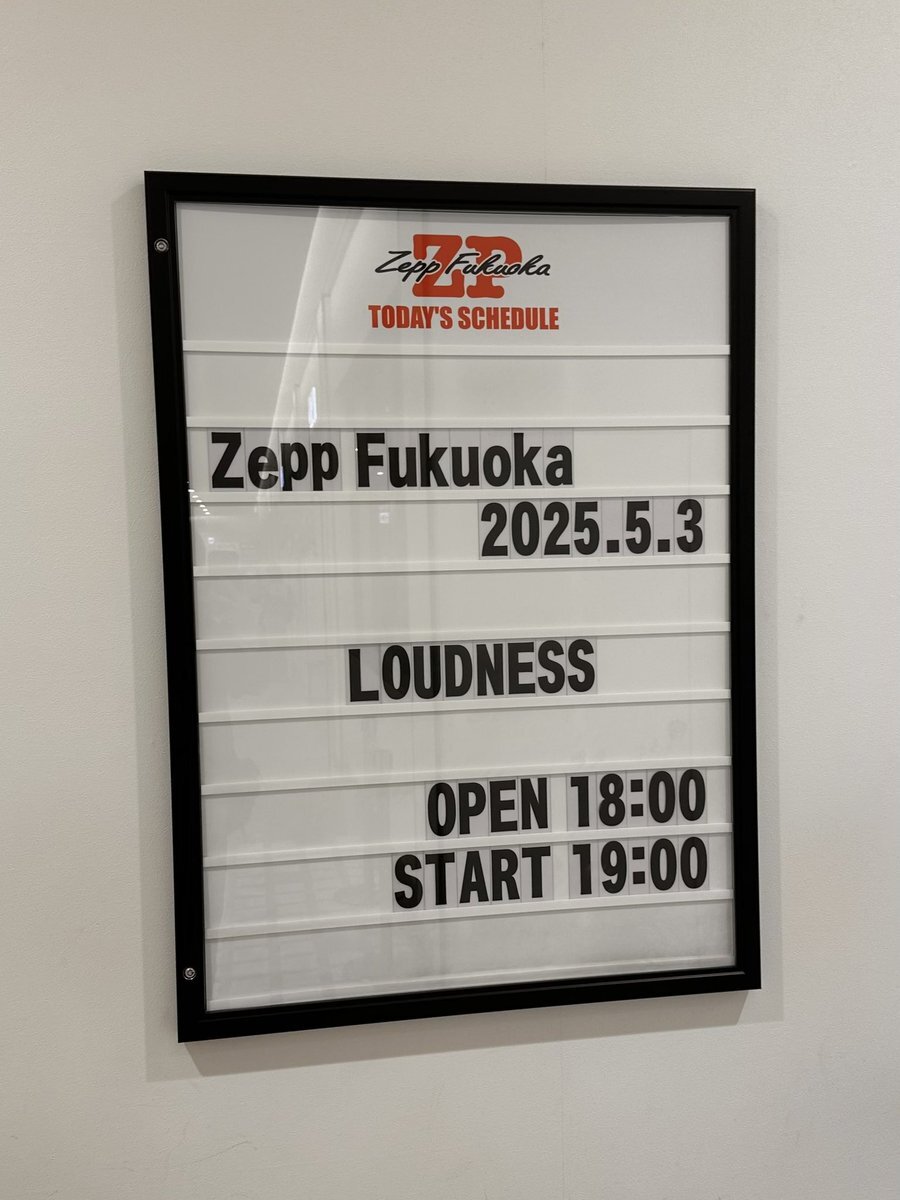 ZP
Zepp Fukuoka
TODAY'S SCHEDULE
Zepp Fukuoka
2025.5.3
LOUDNESS
OPEN 18:00
START 19:00